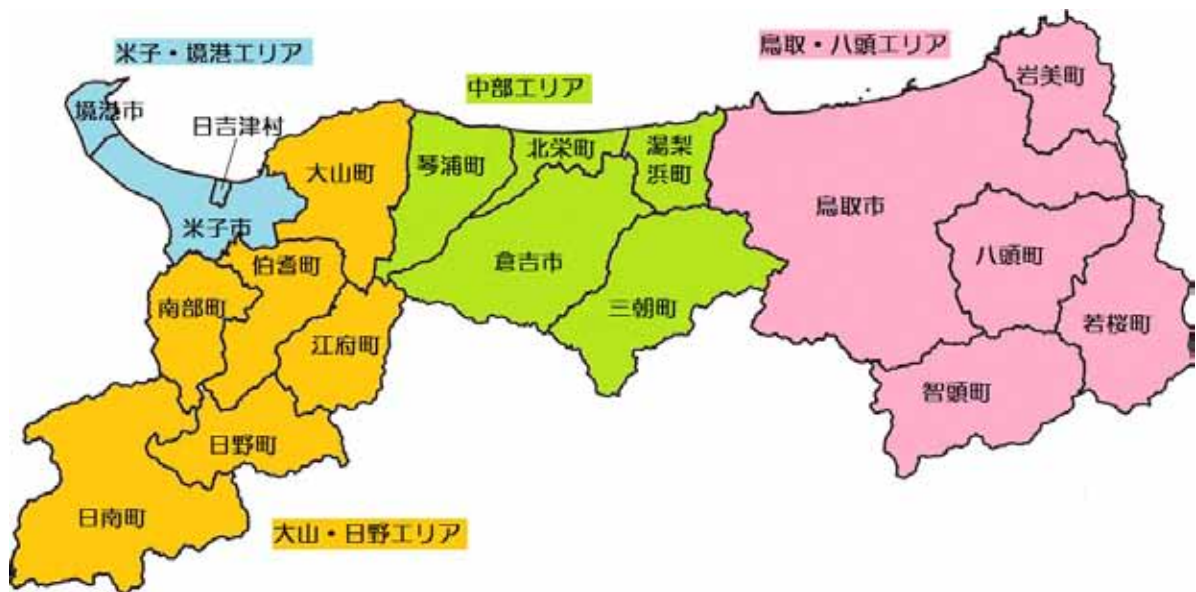 米子・境港エリア
鳥取・八頭エリア
中部エリア
岩美町
境港市
日吉津村
大山町
琴浦町
北栄町
湯梨
浜町
鳥取市
米子市
伯耆町
倉吉市
八頭町
南部町
三朝町
若桜町
江府町
智頭町
日野町
日南町
大山・日野エリア